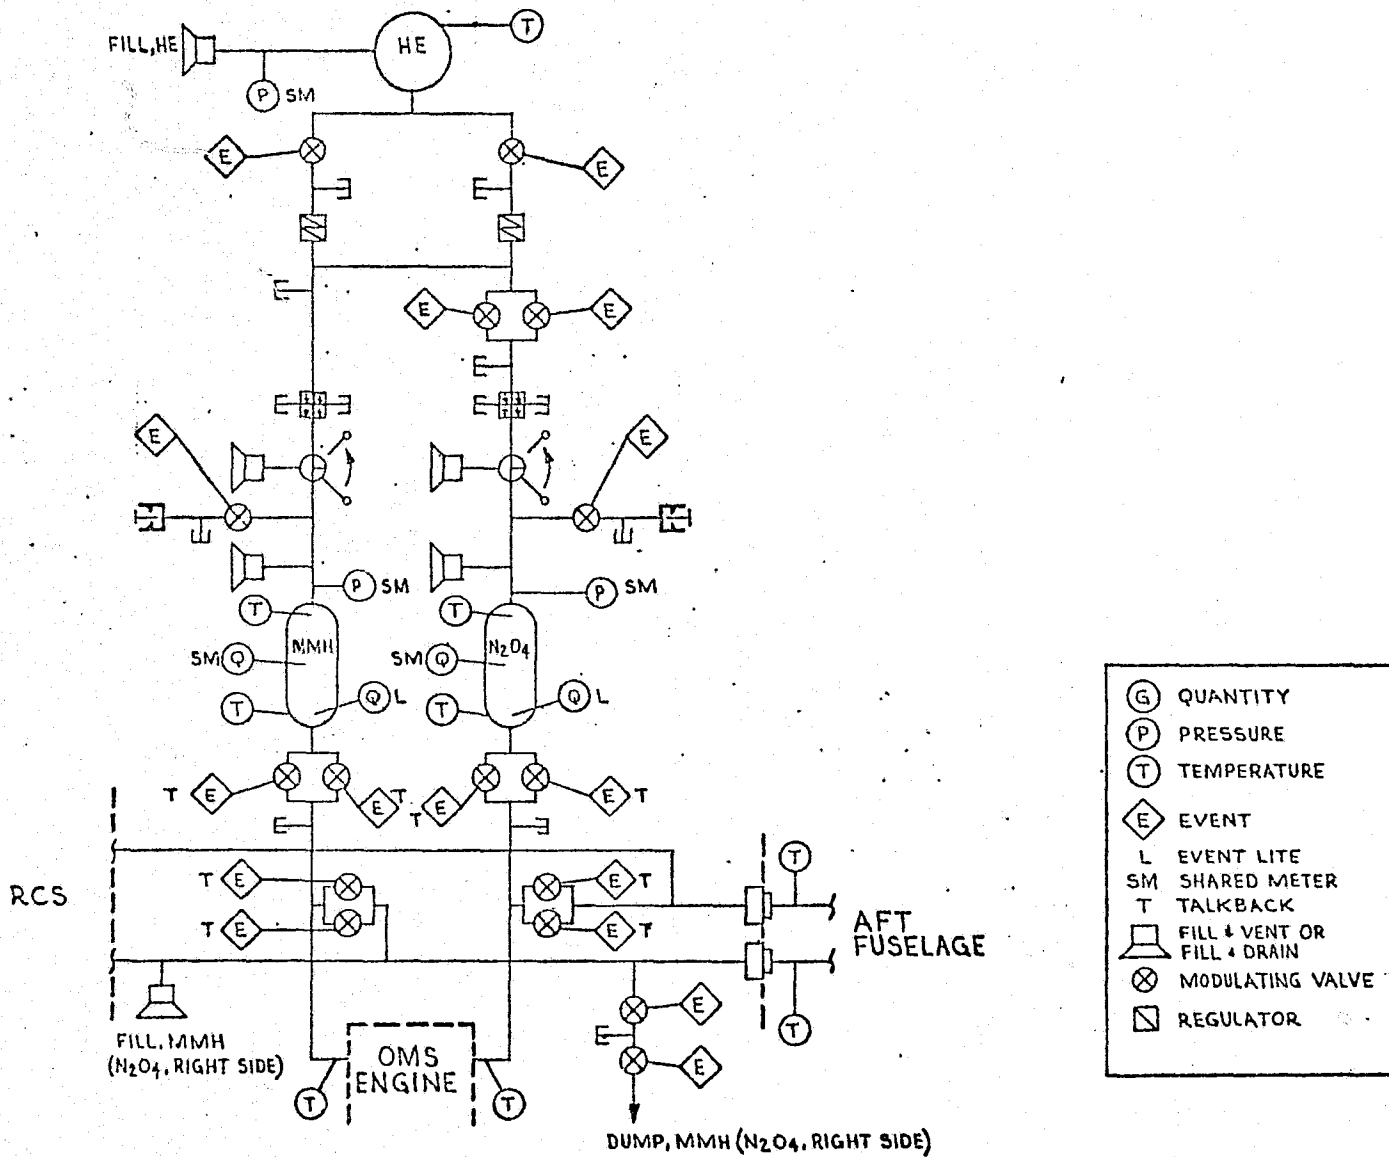 FILL, HE
HE
T
P SM
E
E
E
E
E
E
P SM
P SM
T
T
MMH
N2O4
SM Q
SM Q
T
Q L
T
Q L
T E
E T
T E
E T
RCS
T E
E T
T E
E T
T
AFT
FUSELAGE
T
E
E
FILL, MMH
(N2O4, RIGHT SIDE)
OMS
ENGINE
T
T
DUMP, MMH (N2O4, RIGHT SIDE)
G QUANTITY
P PRESSURE
T TEMPERATURE
E EVENT
L EVENT LITE
SM SHARED METER
T TALKBACK
FILL & VENT OR
FILL & DRAIN
MODULATING VALVE
REGULATOR